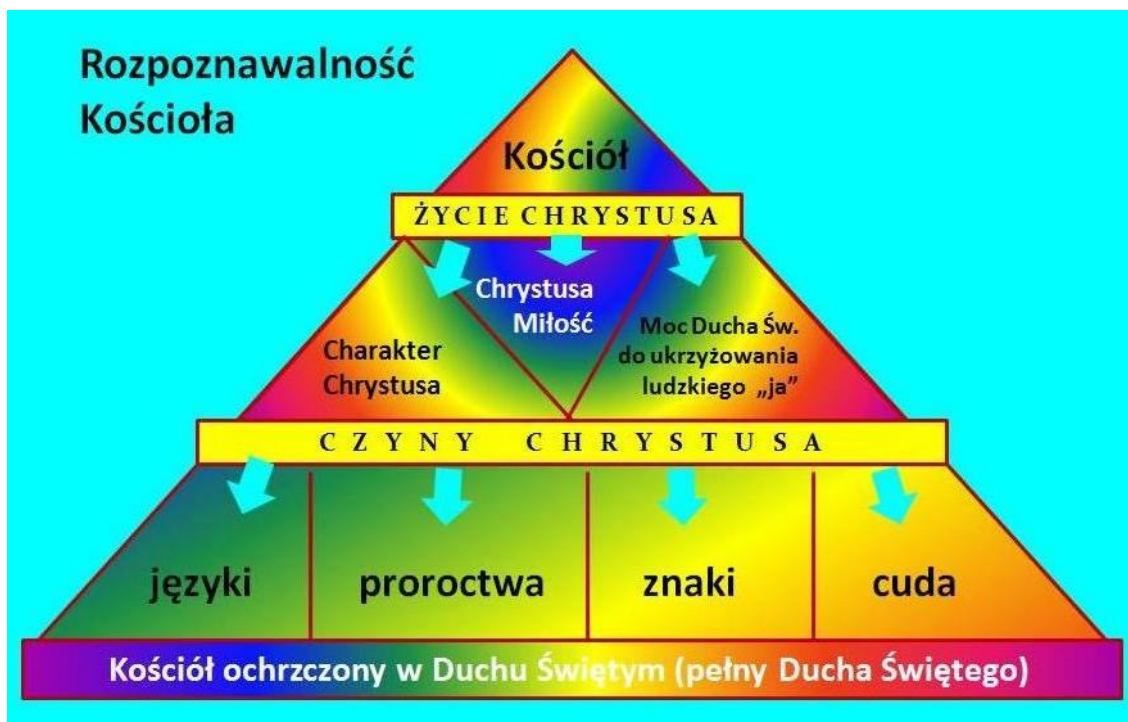 Rozpoznawalność
Kościoła
Kościół
ŻYCIE CHRYSTUSA
Chrystusa
Miłość
Charakter
Chrystusa
Moc Ducha Św.
do ukrzyżowania
ludzkiego „ja”
CZYNY CHRYSTUSA
języki
proroctwa
znaki
cuda
Kościół ochrzczony w Duchu Świętym (pełny Ducha Świętego)